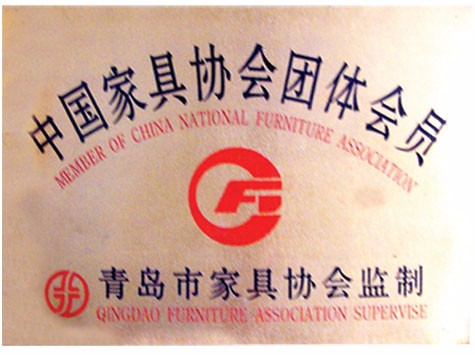 中国家具协会团体会员
MEMBER OF CHINA NATIONAL FURNITURE ASSOCIATION
青岛市家具协会监制
QINGDAO FURNITURE ASSOCIATION SUPERVISE